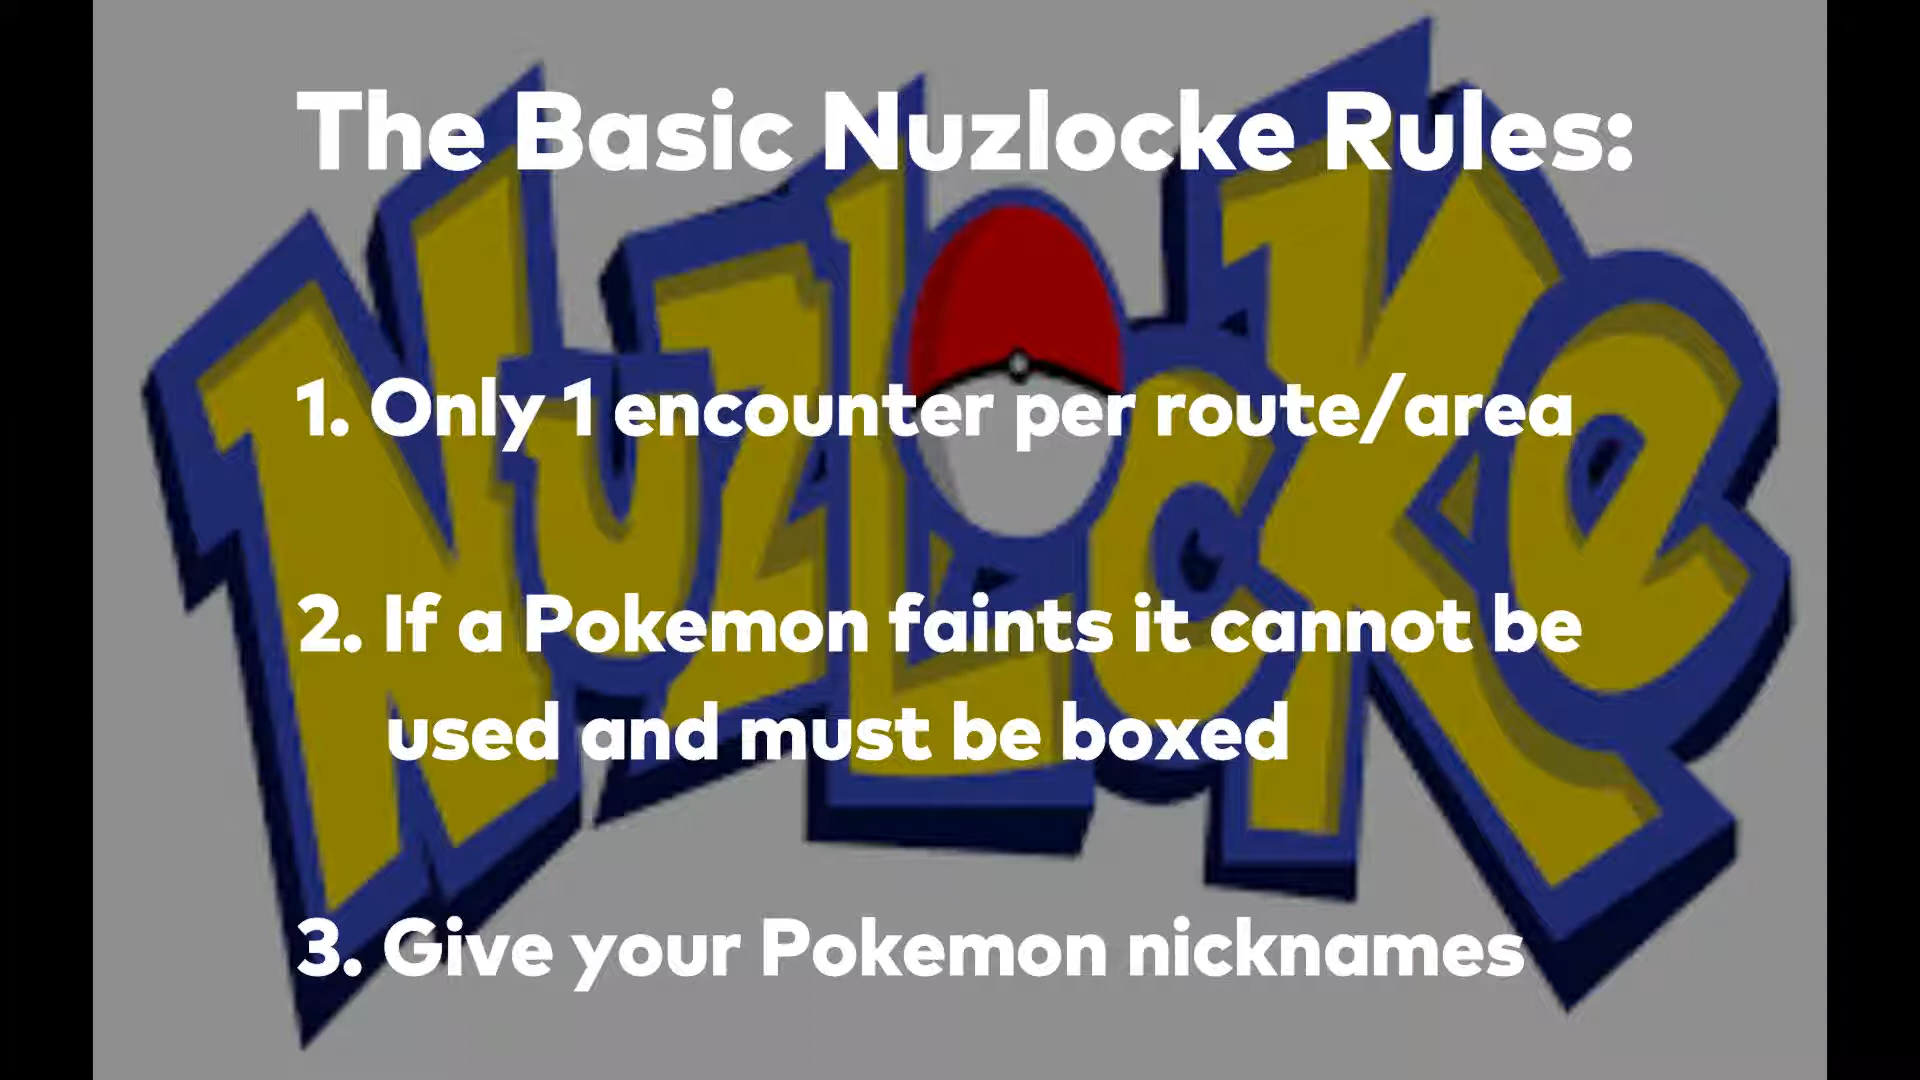 The Basic Nuzlocke Rules:
Nuzlocke
1. Only 1 encounter per route/area
2. If a Pokemon faints it cannot be
used and must be boxed
3. Give your Pokemon nicknames